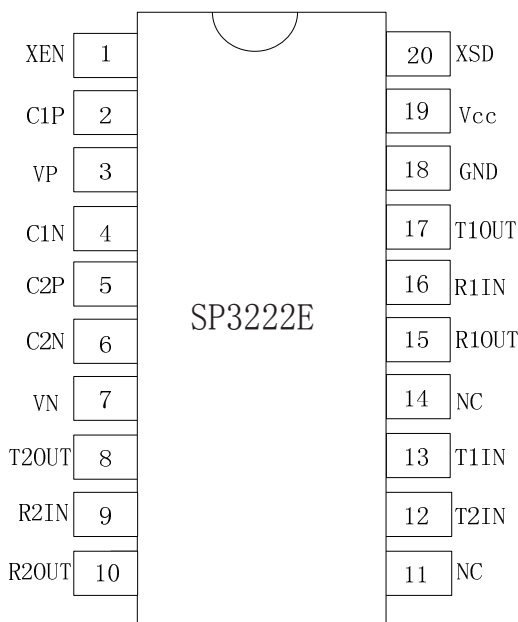 XEN 1 20 XSD
C1P 2 19 Vcc
VP 3 18 GND
C1N 4 17 T1OUT
C2P 5 16 R1IN
SP3222E
C2N 6 15 R1OUT
VN 7 14 NC
T2OUT 8 13 T1IN
R2IN 9 12 T2IN
R2OUT 10 11 NC